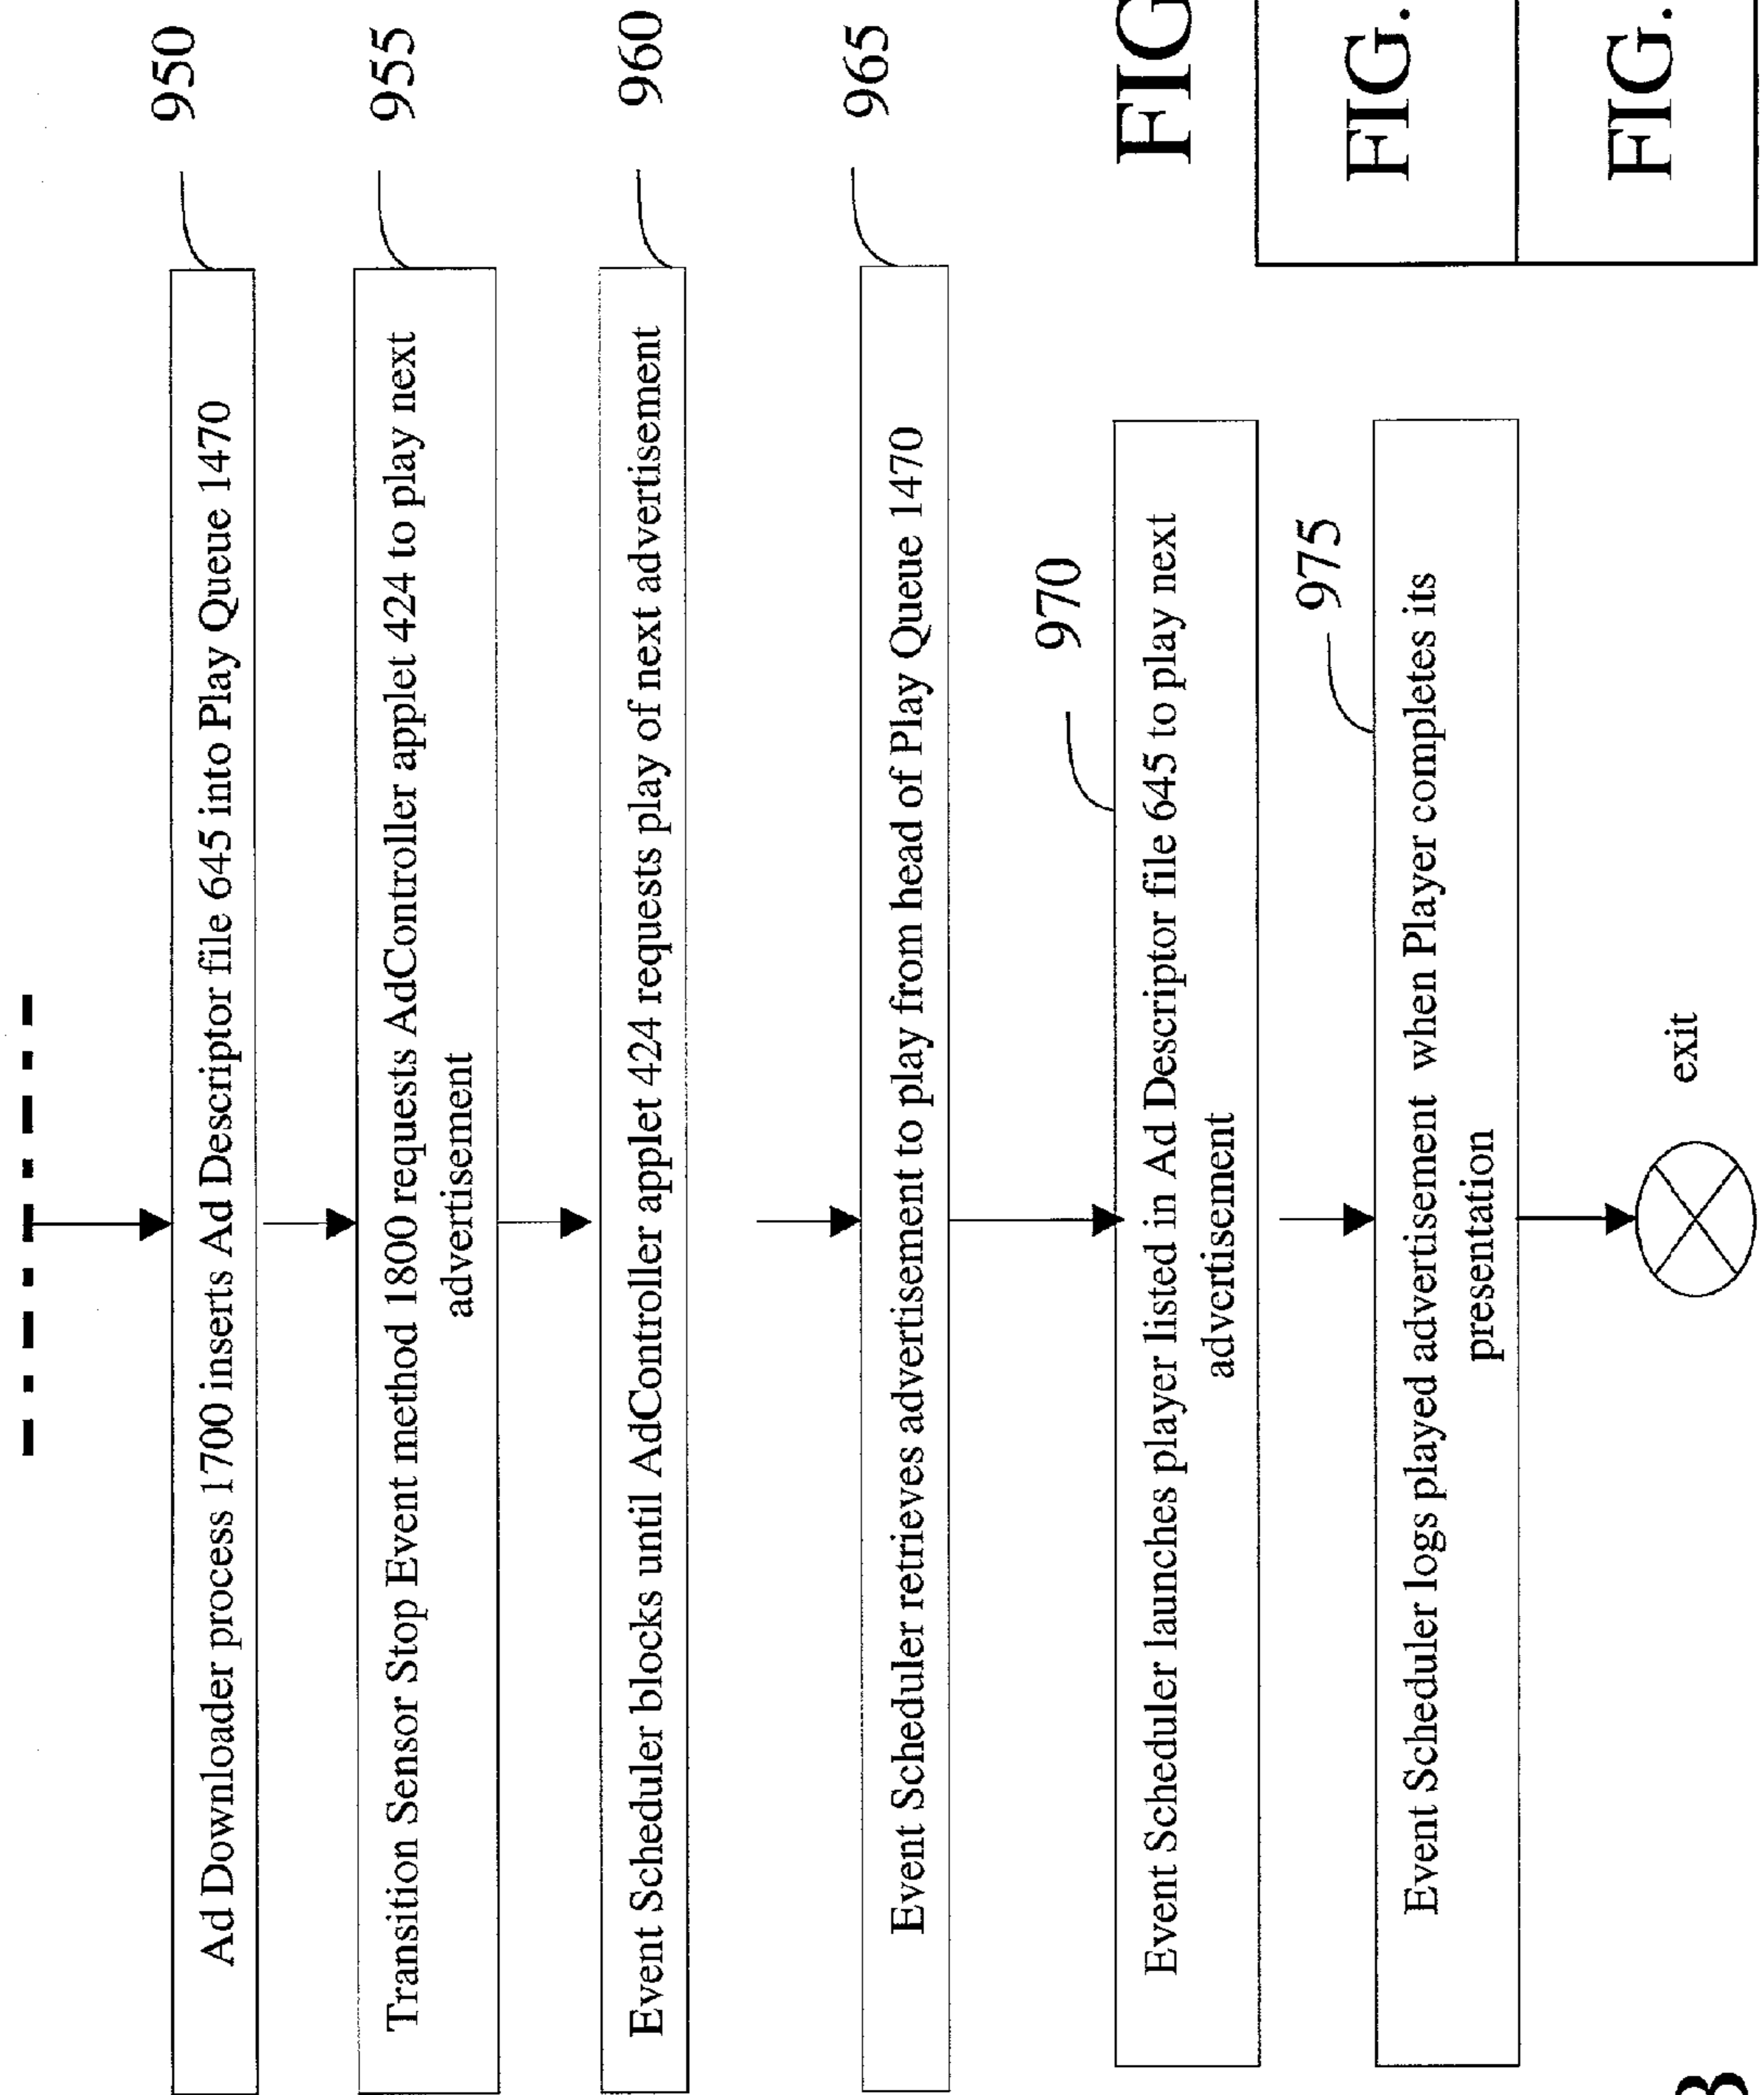 950
Ad Downloader process 1700 inserts Ad Descriptor file 645 into Play Queue 1470
955
Transition Sensor Stop Event method 1800 requests AdController applet 424 to play next
advertisement
960
Event Scheduler blocks until AdController applet 424 requests play of next advertisement
965
Event Scheduler retrieves advertisement to play from head of Play Queue 1470
970
Event Scheduler launches player listed in Ad Descriptor file 645 to play next
advertisement
975
Event Scheduler logs played advertisement when Player completes its
presentation
exit
FIG
FIG.
FIG.